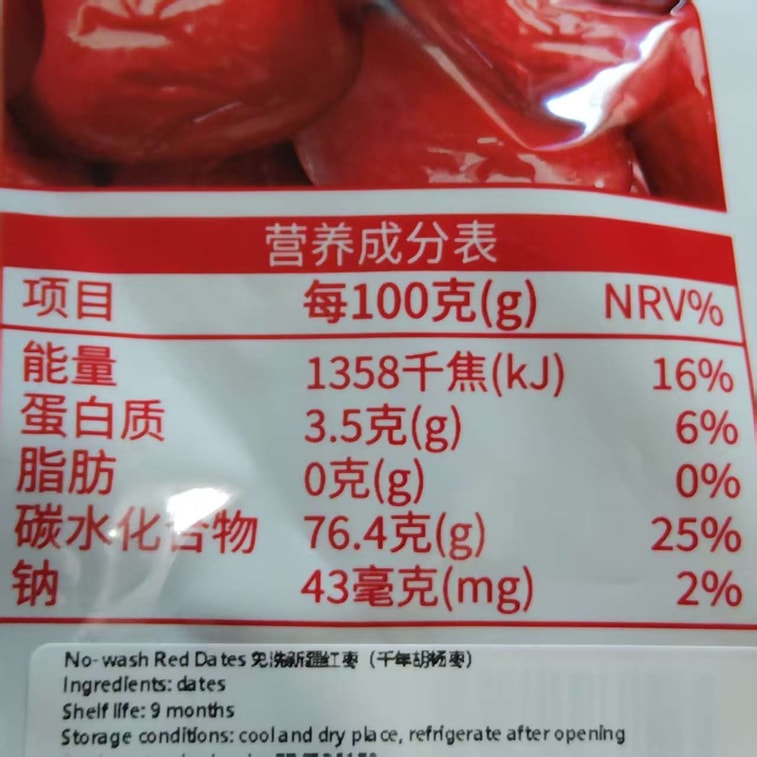 营养成分表
项目 每100克(g) NRV%
能量 1358千焦(kJ) 16%
蛋白质 3.5克(g) 6%
脂肪 0克(g) 0%
碳水化合物 76.4克(g) 25%
钠 43毫克(mg) 2%
No-wash Red Dates 免洗新疆红枣（千年胡杨枣）
Ingredients: dates
Shelf life: 9 months
Storage conditions: cool and dry place, refrigerate after opening